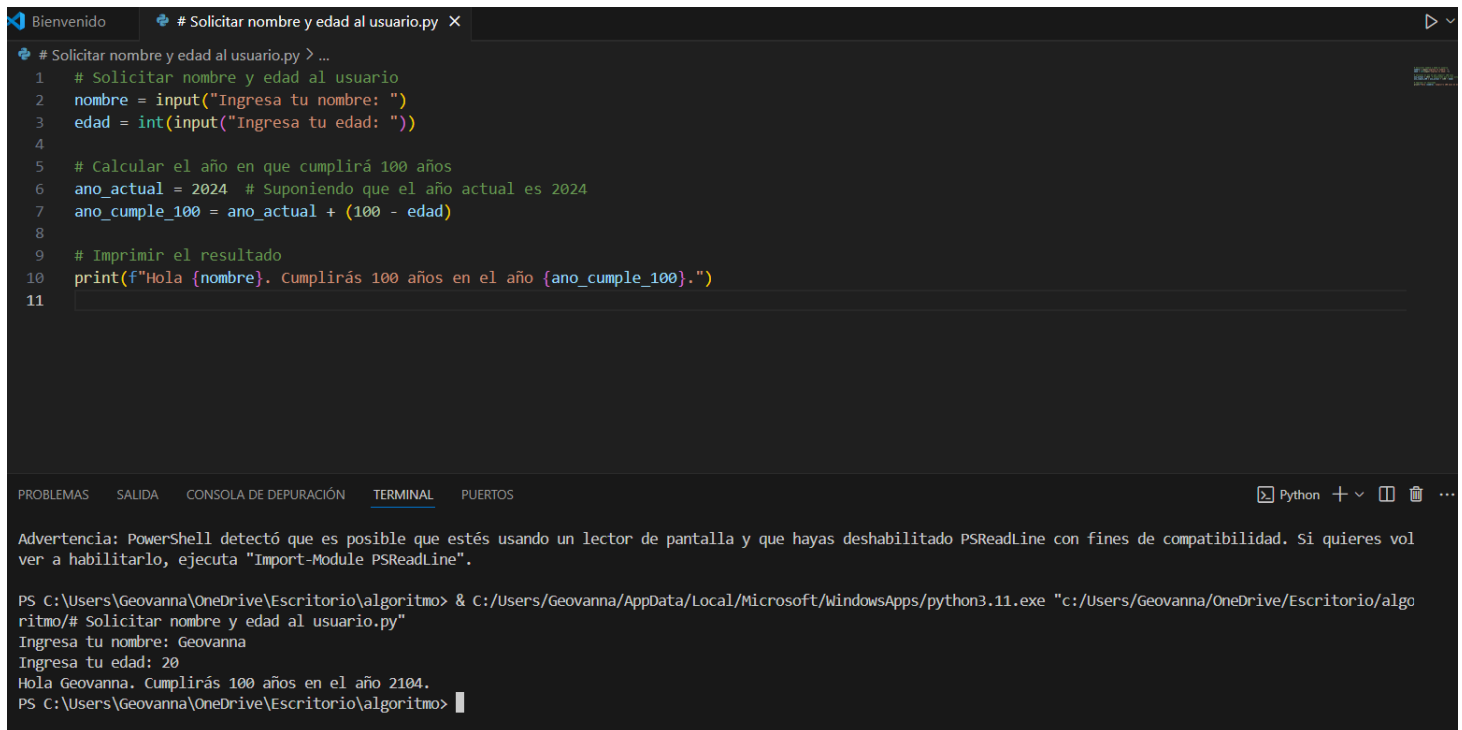 Bienvenido # Solicitar nombre y edad al usuario.py
# Solicitar nombre y edad al usuario.py > ...
1 # Solicitar nombre y edad al usuario
2 nombre = input("Ingresa tu nombre: ")
3 edad = int(input("Ingresa tu edad: "))
4
5 # Calcular el año en que cumplirá 100 años
6 ano_actual = 2024  # Suponiendo que el año actual es 2024
7 ano_cumple_100 = ano_actual + (100 - edad)
8
9 # Imprimir el resultado
10 print(f"Hola {nombre}. Cumplirás 100 años en el año {ano_cumple_100}.")
11
PROBLEMAS SALIDA CONSOLA DE DEPURACIÓN TERMINAL PUERTOS Python
Advertencia: PowerShell detectó que es posible que estés usando un lector de pantalla y que hayas deshabilitado PSReadLine con fines de compatibilidad. Si quieres vol
ver a habilitarlo, ejecuta "Import-Module PSReadLine".
PS C:\Users\Geovanna\OneDrive\Escritorio\algoritmo> & C:/Users/Geovanna/AppData/Local/Microsoft/WindowsApps/python3.11.exe "c:/Users/Geovanna/OneDrive/Escritorio/algo
ritmo/# Solicitar nombre y edad al usuario.py"
Ingresa tu nombre: Geovanna
Ingresa tu edad: 20
Hola Geovanna. Cumplirás 100 años en el año 2104.
PS C:\Users\Geovanna\OneDrive\Escritorio\algoritmo>